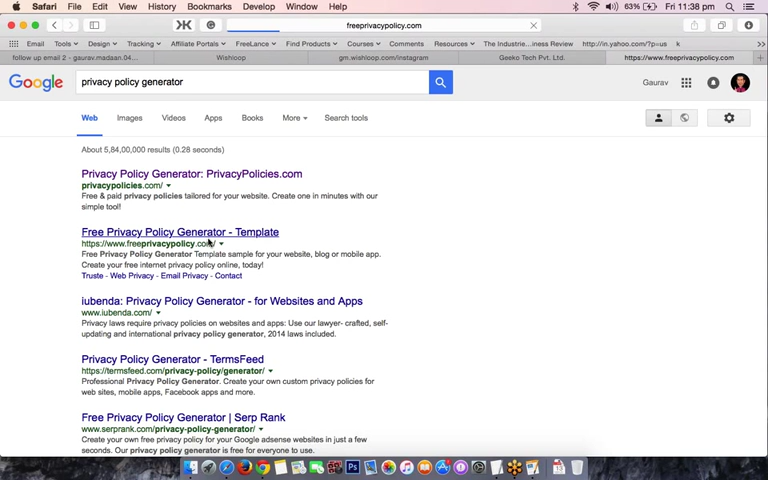 Safari File Edit View History Bookmarks Develop Window Help 63% Fri 11:38 pm
freeprivacypolicy.com
Email Tools Design Tracking Affiliate Portals FreeLance Find Products Courses Comments Resources The Industrie...iness Review http://in.yahoo.com/?p=us k
follow up email 2 - gaurav.madaan.04... Wishloop gm.wishloop.com/instagram Geeko Tech Pvt. Ltd. https://www.freeprivacypolicy.com
Google privacy policy generator Gaurav
Web Images Videos Apps Books More Search tools
About 5,84,00,000 results (0.28 seconds)
Privacy Policy Generator: PrivacyPolicies.com
privacypolicies.com/
Free & paid privacy policies tailored for your website. Create one in minutes with our
simple tool!
Free Privacy Policy Generator - Template
https://www.freeprivacypolicy.com/
Free Privacy Policy Generator Template sample for your website, blog or mobile app.
Create your free internet privacy policy online, today!
Truste - Web Privacy - Email Privacy - Contact
iubenda: Privacy Policy Generator - for Websites and Apps
www.iubenda.com/
Privacy laws require privacy policies on websites and apps: Use our lawyer- crafted, self-
updating and international privacy policy generator, 2014 laws included.
Privacy Policy Generator - TermsFeed
https://termsfeed.com/privacy-policy/generator/
Professional Privacy Policy Generator. Create your own custom privacy policies for
web sites, mobile apps, Facebook apps and more.
Free Privacy Policy Generator | Serp Rank
www.serprank.com/privacy-policy-generator/
Create your own free privacy policy for your Google adsense websites in just a few
seconds. Our privacy policy generator is free for everyone to use.